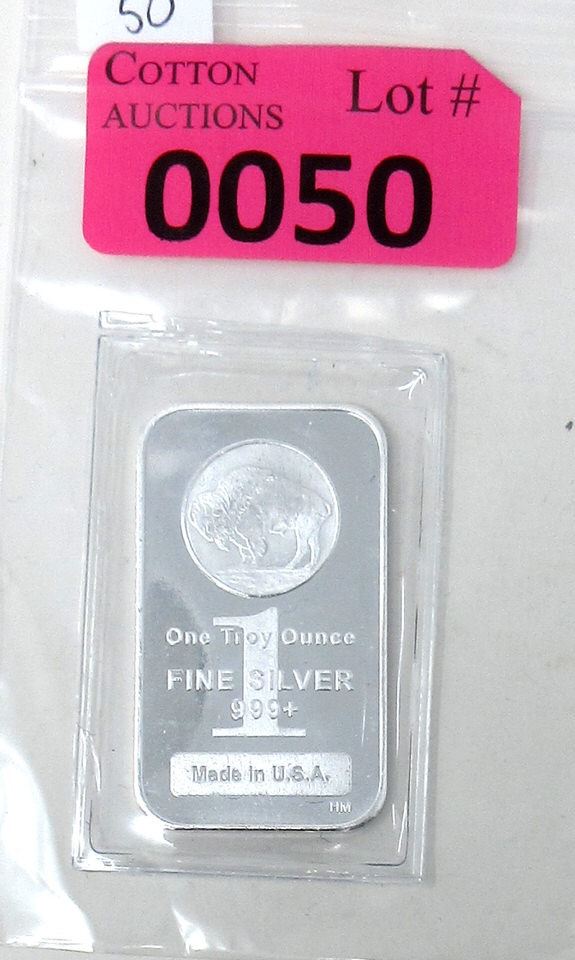 50
COTTON
AUCTIONS
Lot #
0050
One Troy Ounce
1
FINE SILVER
999+
Made in U.S.A.
HM